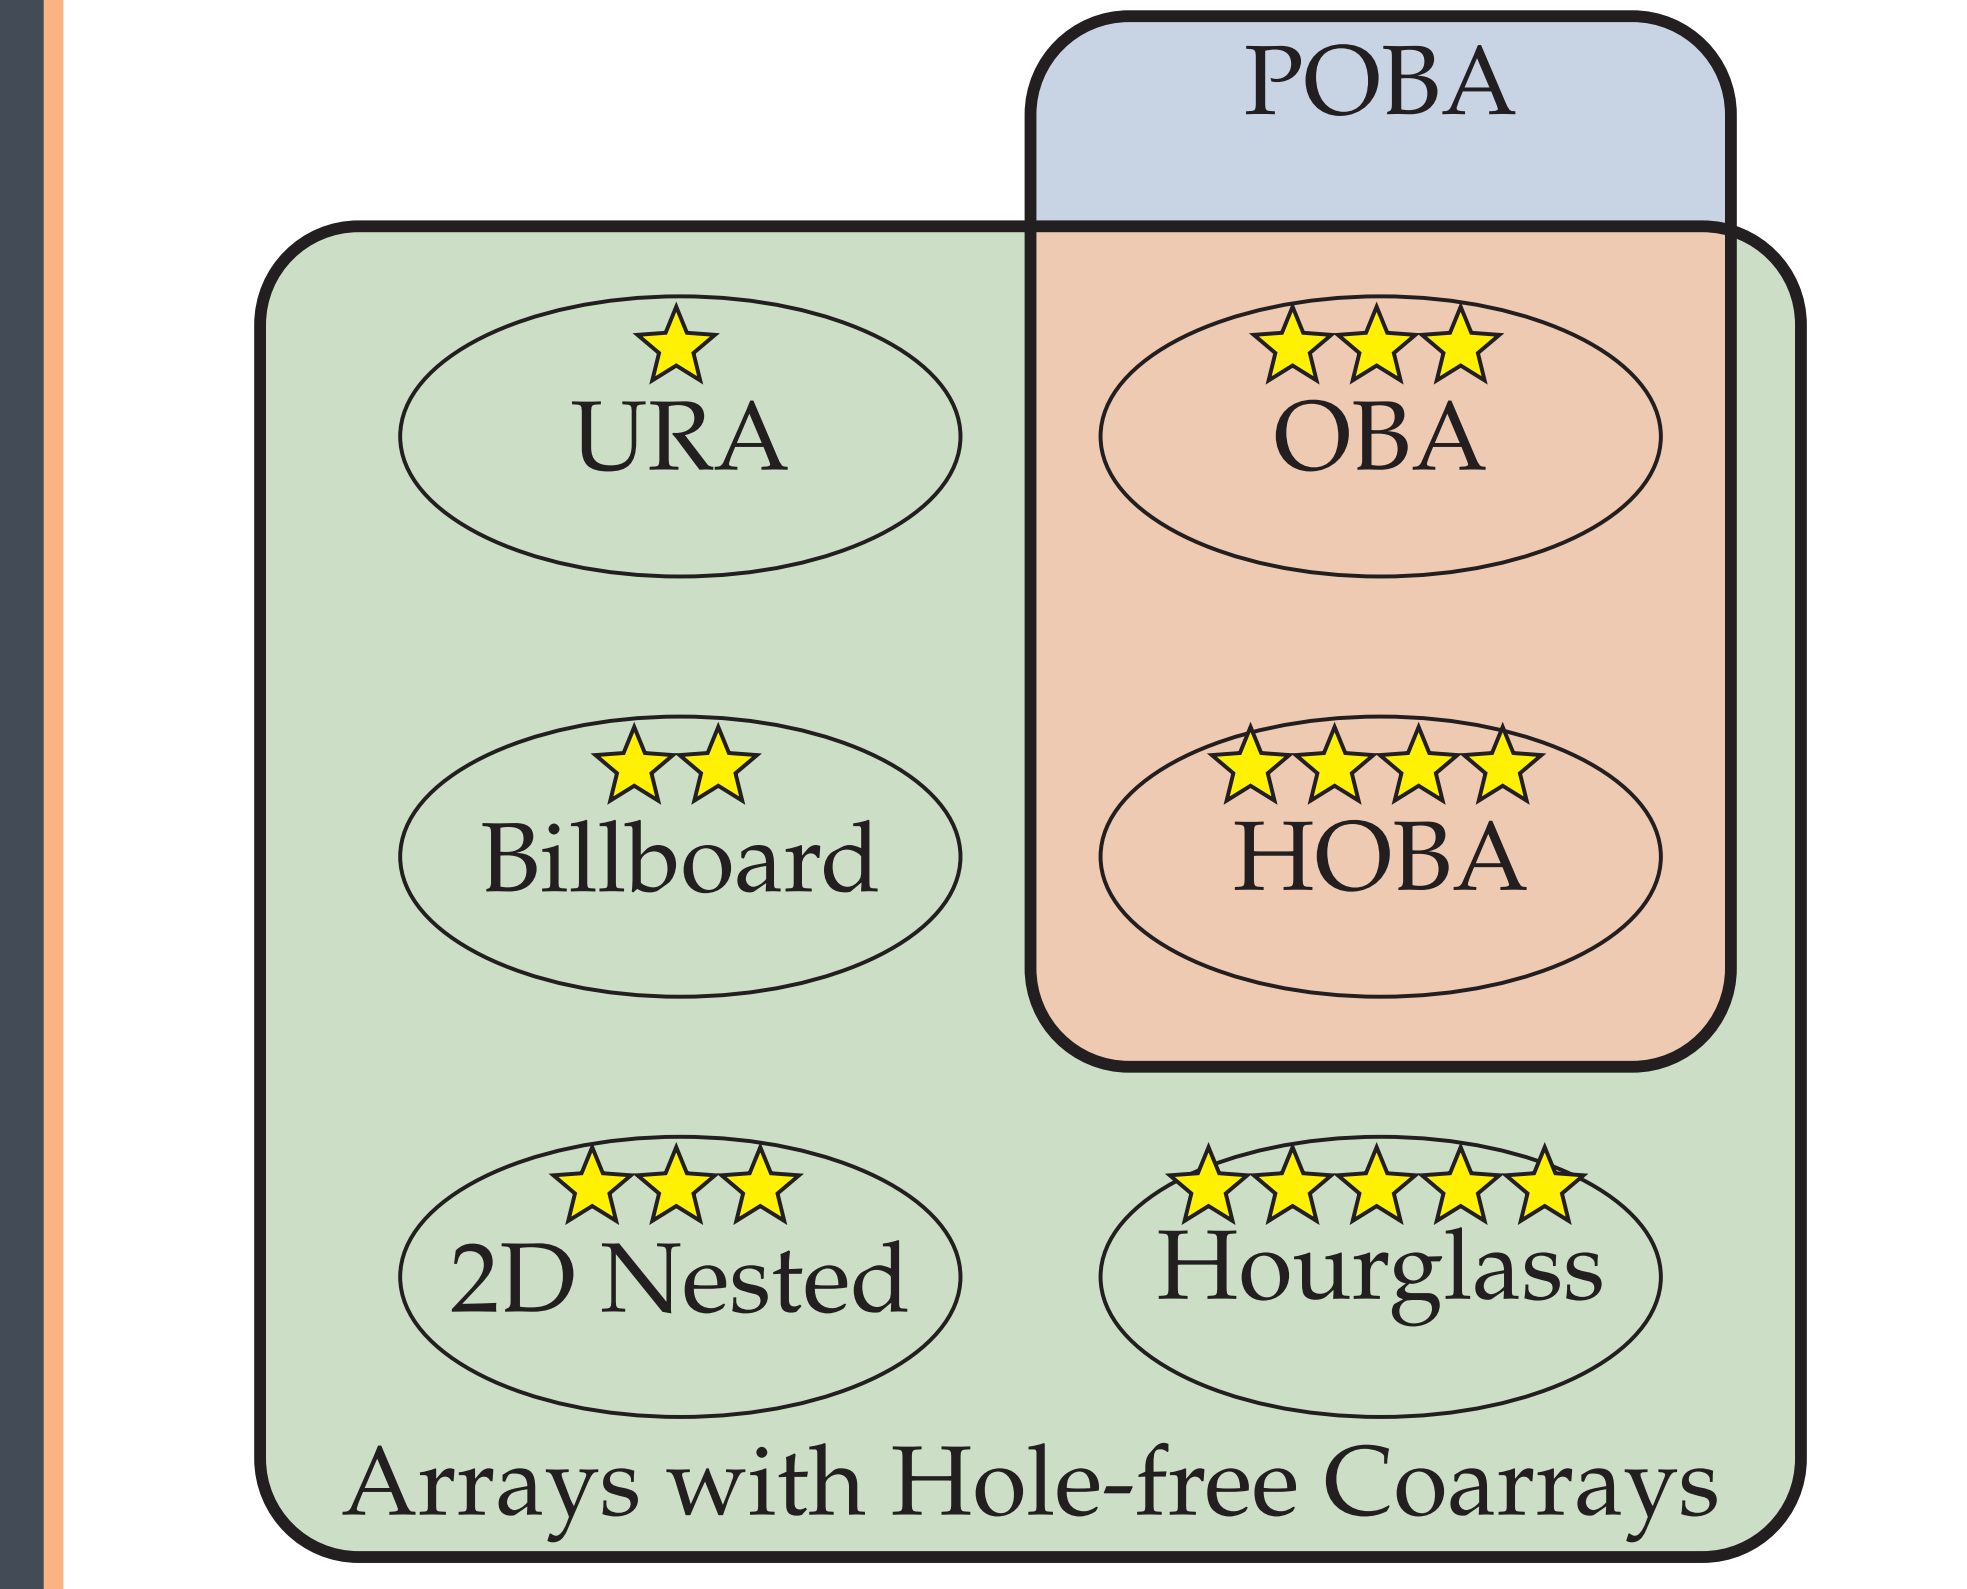 POBA
URA
OBA
Billboard
HOBA
2D Nested
Hourglass
Arrays with Hole-free Coarrays